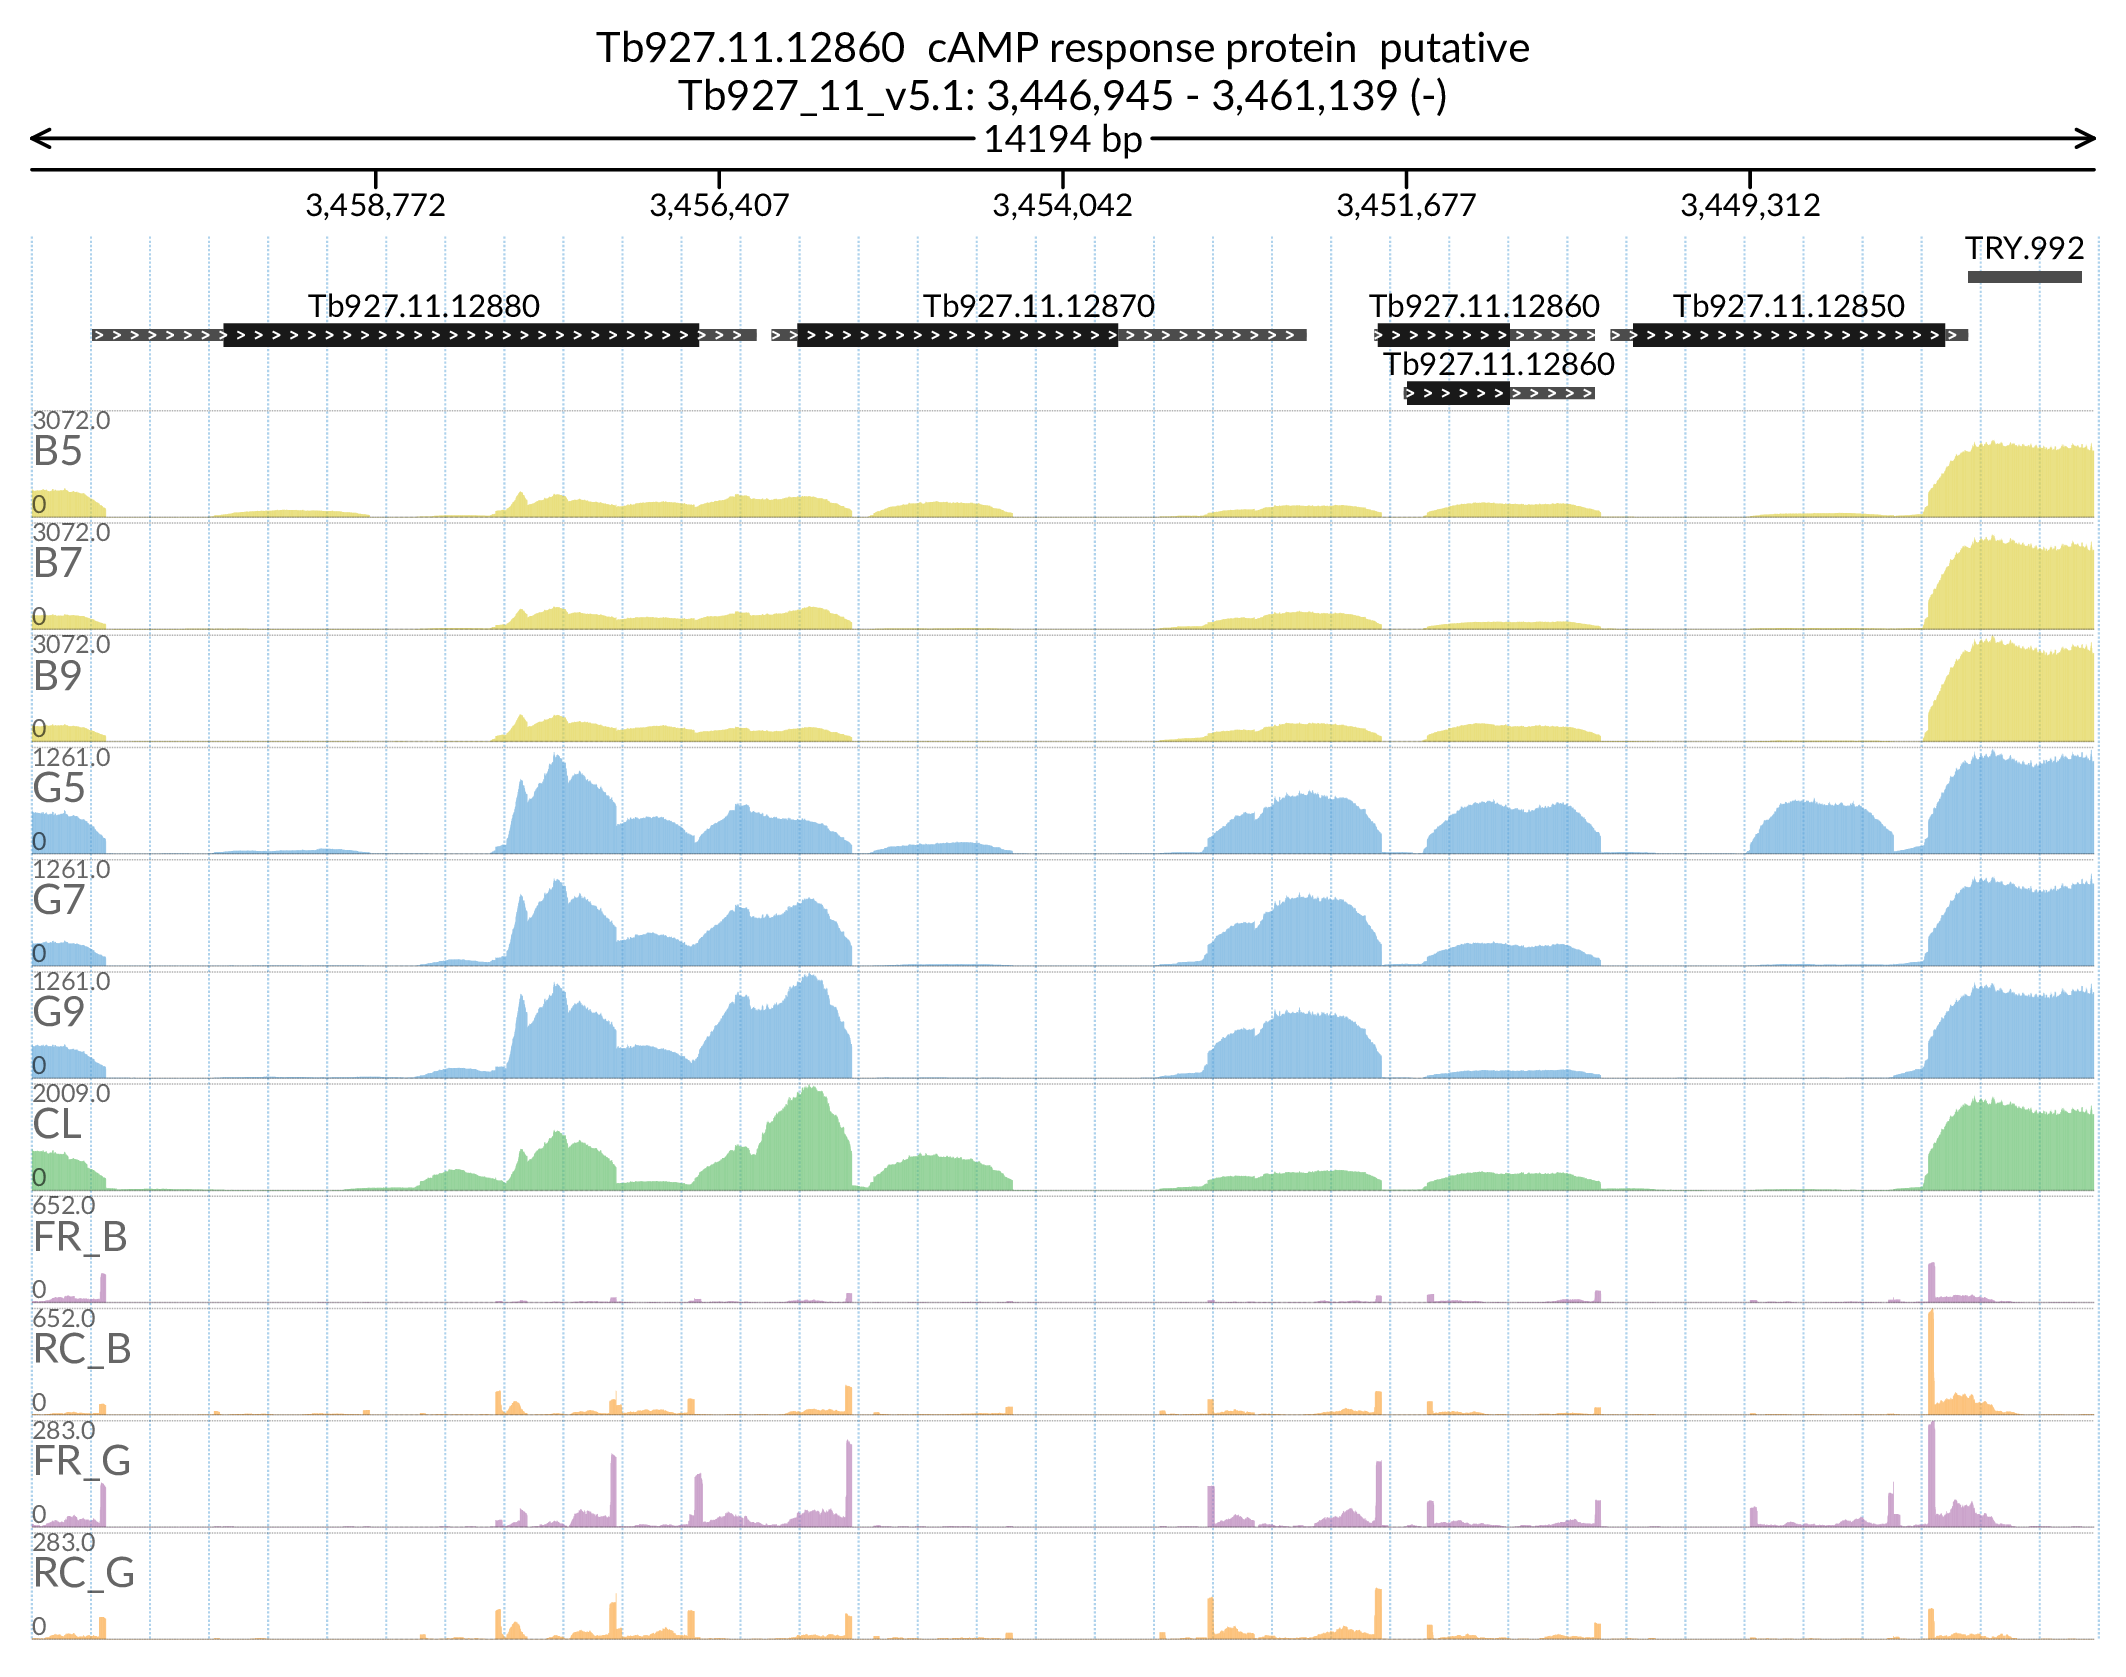 Tb927.11.12860 cAMP response protein putative
Tb927_11_v5.1: 3,446,945 - 3,461,139 (-)
14194 bp
3,458,772 3,456,407 3,454,042 3,451,677 3,449,312
TRY.992
Tb927.11.12880 Tb927.11.12870 Tb927.11.12860 Tb927.11.12850
Tb927.11.12860
3072.0
B5
0
3072.0
B7
0
3072.0
B9
0
1261.0
G5
0
1261.0
G7
0
1261.0
G9
0
2009.0
CL
0
652.0
FR_B
0
652.0
RC_B
0
283.0
FR_G
0
283.0
RC_G
0